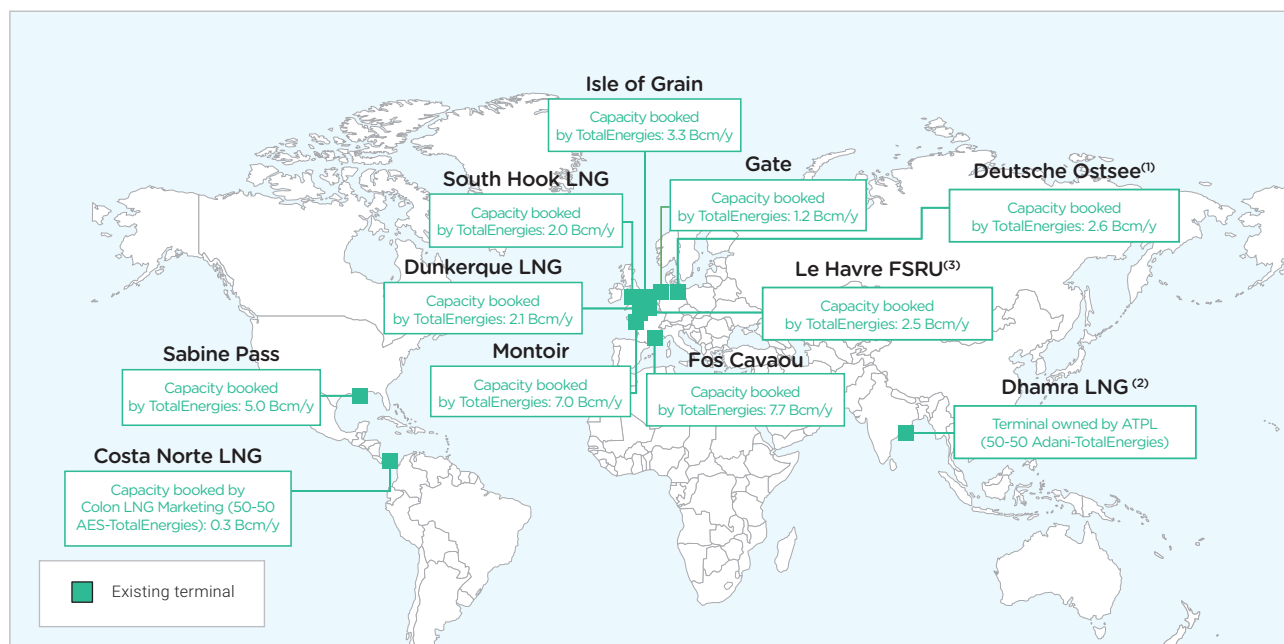 Isle of Grain
Capacity booked
by TotalEnergies: 3.3 Bcm/y
South Hook LNG
Capacity booked
by TotalEnergies: 2.0 Bcm/y
Gate
Capacity booked
by TotalEnergies: 1.2 Bcm/y
Deutsche Ostsee(1)
Capacity booked
by TotalEnergies: 2.6 Bcm/y
Dunkerque LNG
Capacity booked
by TotalEnergies: 2.1 Bcm/y
Le Havre FSRU(3)
Capacity booked
by TotalEnergies: 2.5 Bcm/y
Sabine Pass
Capacity booked
by TotalEnergies: 5.0 Bcm/y
Montoir
Capacity booked
by TotalEnergies: 7.0 Bcm/y
Fos Cavaou
Capacity booked
by TotalEnergies: 7.7 Bcm/y
Dhamra LNG (2)
Terminal owned by ATPL
(50-50 Adani-TotalEnergies)
Costa Norte LNG
Capacity booked by
Colon LNG Marketing (50-50
AES-TotalEnergies): 0.3 Bcm/y
Existing terminal